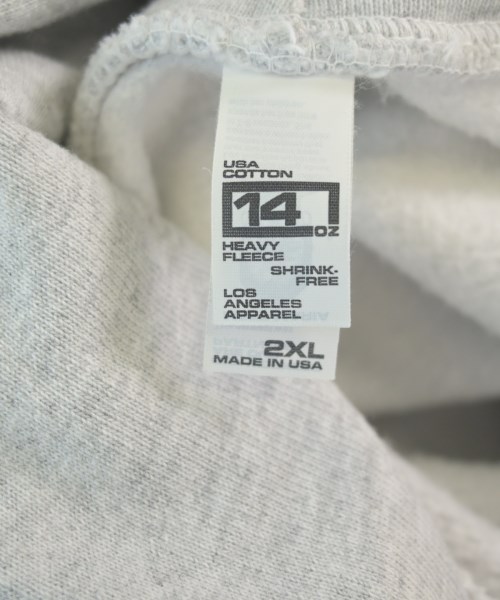 USA
COTTON
14
OZ
HEAVY
FLEECE
SHRINK-
FREE
LOS
ANGELES
APPAREL
2XL
MADE IN USA